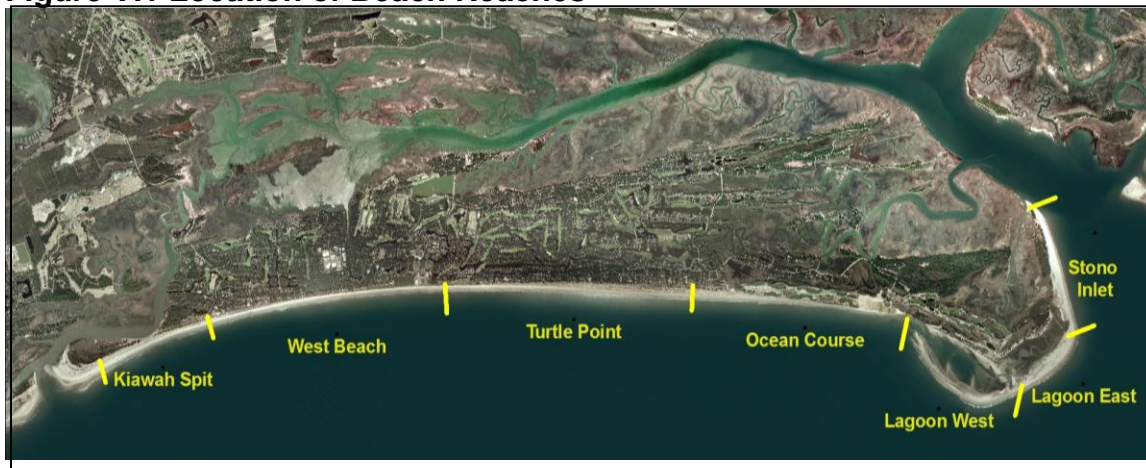 Figure Location of Beach Reaches
Stono
Inlet
Turtle Point
Ocean Course
West Beach
Kiawah Spit
Lagoon East
Lagoon West